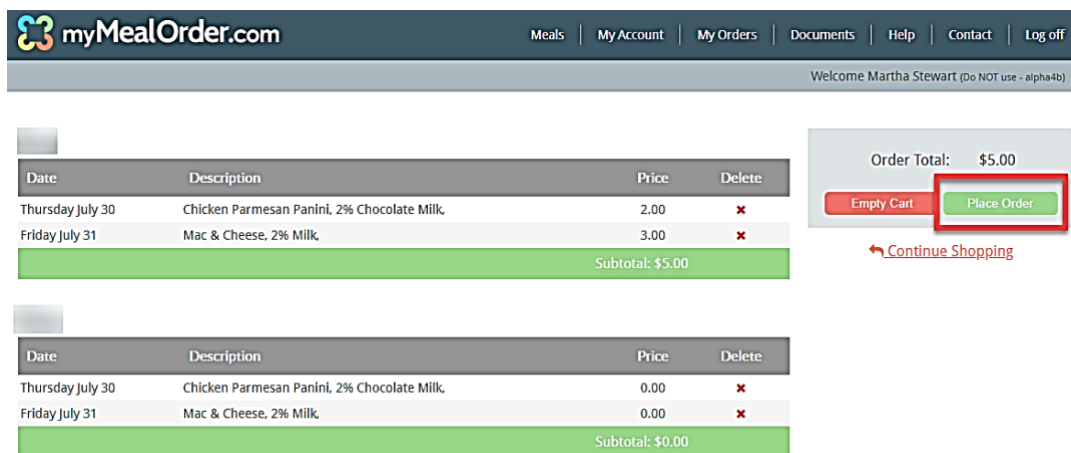 myMealOrder.com
Meals | My Account | My Orders | Documents | Help | Contact | Log off
Welcome Martha Stewart (Do NOT use - alpha4b)
Order Total: $5.00
Empty Cart Place Order
Continue Shopping
Date Description Price Delete
Thursday July 30 Chicken Parmesan Panini, 2% Chocolate Milk, 2.00 ×
Friday July 31 Mac & Cheese, 2% Milk, 3.00 ×
Subtotal: $5.00
Date Description Price Delete
Thursday July 30 Chicken Parmesan Panini, 2% Chocolate Milk, 0.00 ×
Friday July 31 Mac & Cheese, 2% Milk, 0.00 ×
Subtotal: $0.00